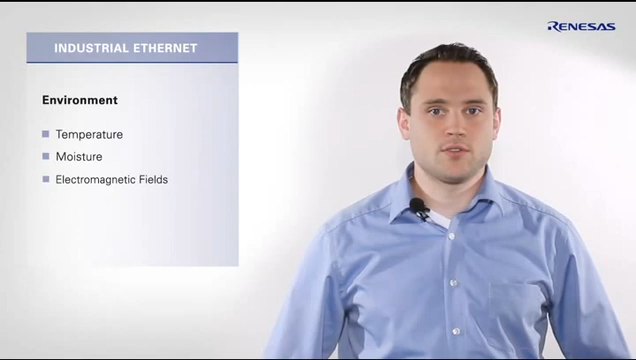 RENESAS
INDUSTRIAL ETHERNET
Environment
Temperature
Moisture
Electromagnetic Fields